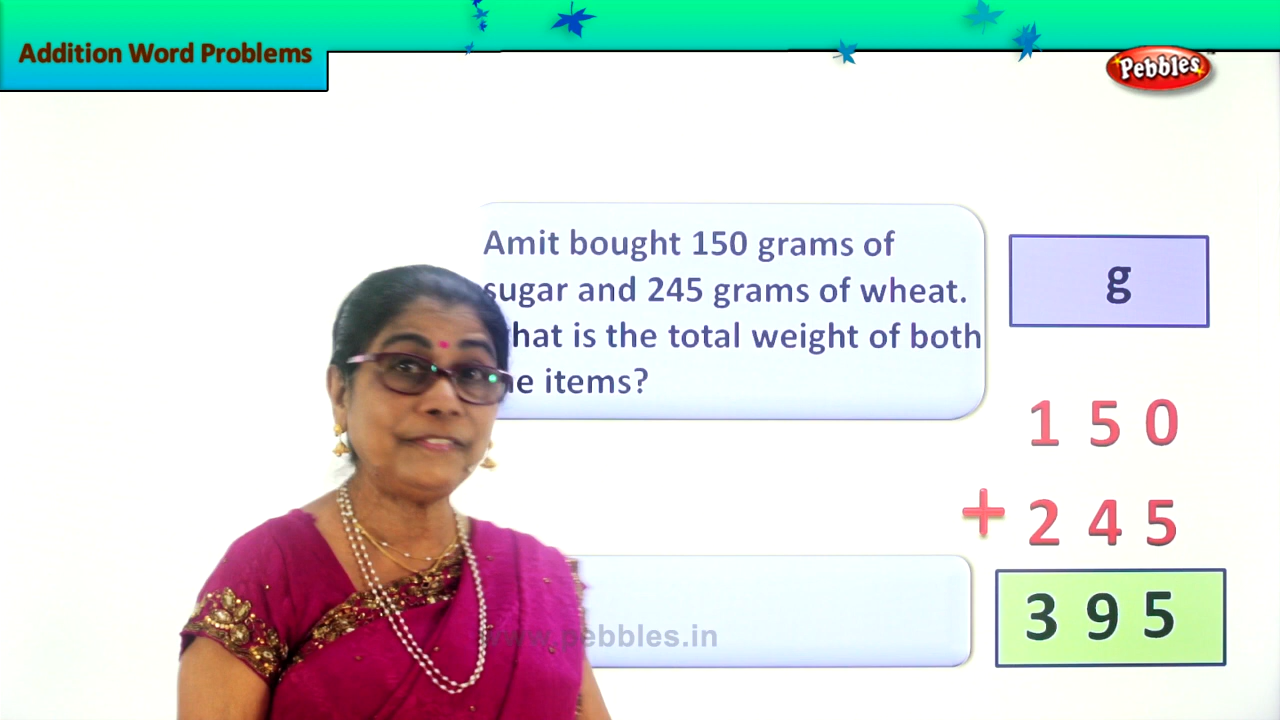 Addition Word Problems
Pebbles
Amit bought 150 grams of
sugar and 245 grams of wheat.
hat is the total weight of both
e items?
g
1 5 0
+ 2 4 5
3 9 5
www.pebbles.in